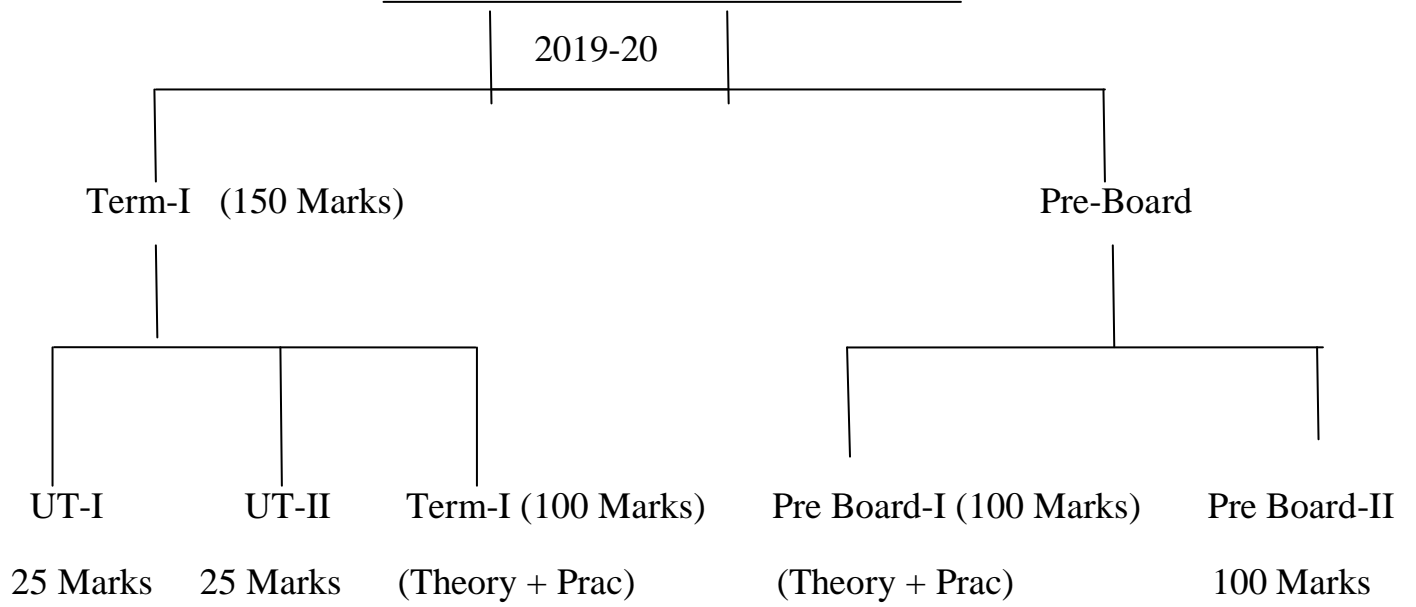 2019-20
Term-I (150 Marks) Pre-Board
UT-I UT-II Term-I (100 Marks) Pre Board-I (100 Marks) Pre Board-II
25 Marks 25 Marks (Theory + Prac) (Theory + Prac) 100 Marks